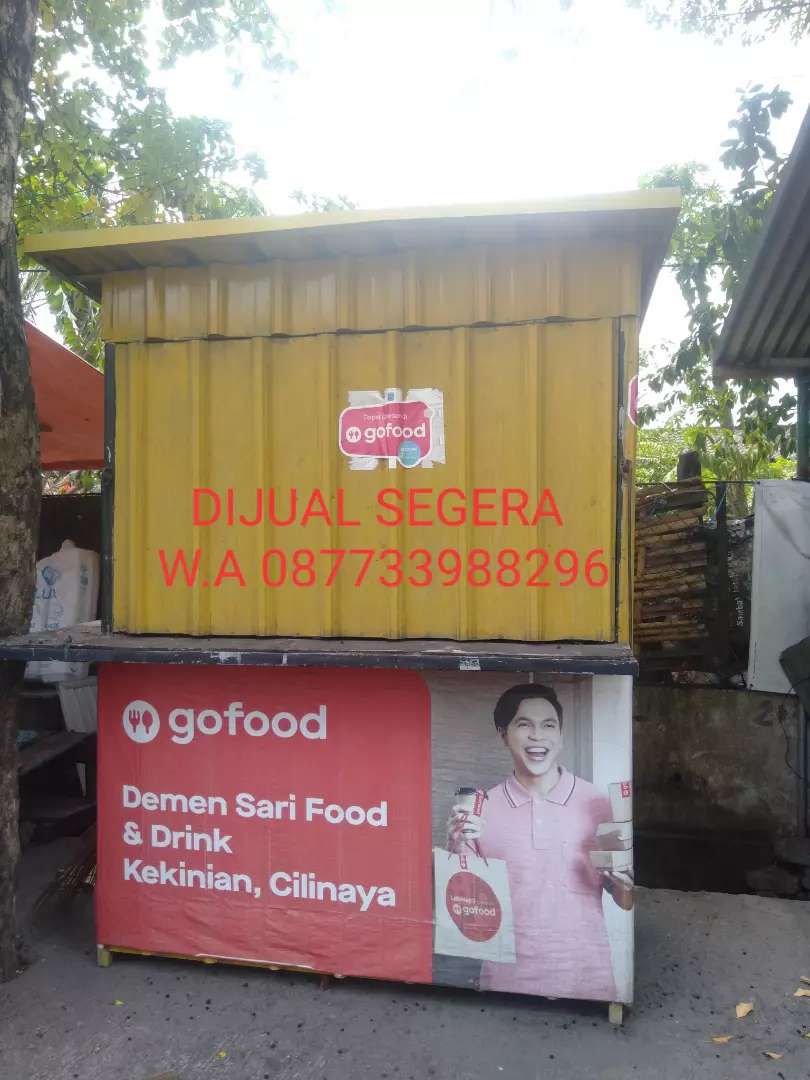 gofood
DIJUAL SEGERA
W.A 087733988296
gofood
Demen Sari Food
& Drink
Kekinian, Cilinaya
gofood